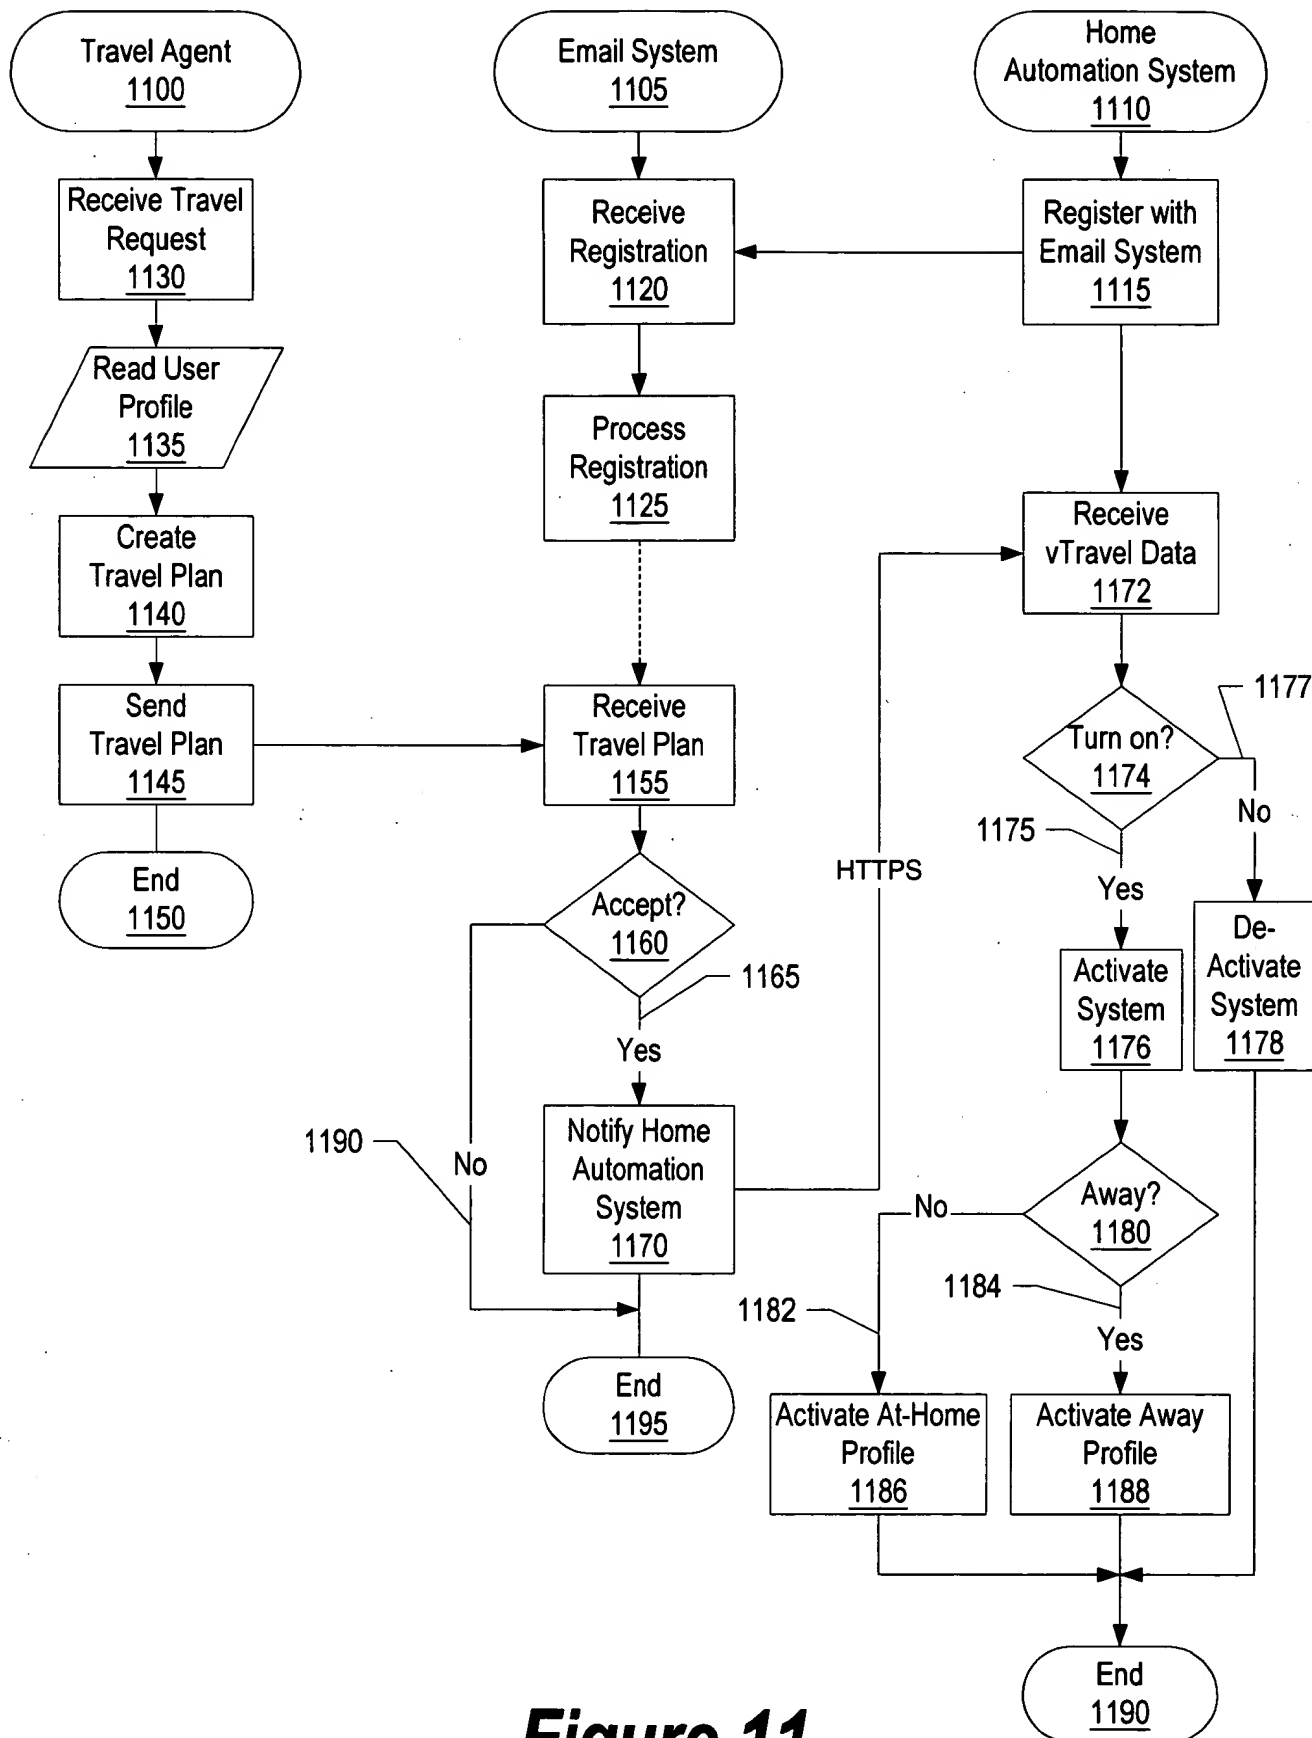 Travel Agent
1100
Email System
1105
Home
Automation System
1110
Receive Travel
Request
1130
Receive
Registration
1120
Register with
Email System
1115
Read User
Profile
1135
Process
Registration
1125
Create
Travel Plan
1140
Receive
vTravel Data
1172
Send
Travel Plan
1145
Receive
Travel Plan
1155
Turn on?
1174
1177
No
1175
Yes
HTTPS
End
1150
Accept?
1160
1165
Yes
De-
Activate
System
1178
Activate
System
1176
1190
No
Notify Home
Automation
System
1170
Away?
1180
No
1184
Yes
1182
End
1195
Activate At-Home
Profile
1186
Activate Away
Profile
1188
End
1190
Figure 11